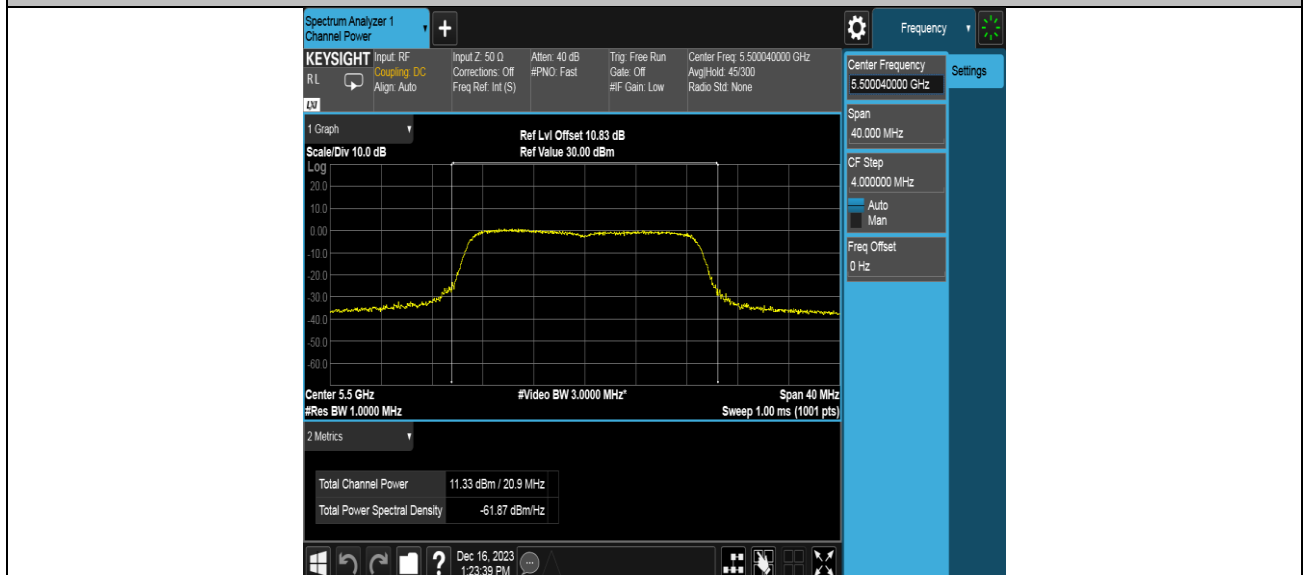 Spectrum Analyzer 1
Channel Power
+
Frequency
KEYSIGHT
RL
LXI
Input: RF
Coupling: DC
Align: Auto
Input Z: 50 Ω
Corrections: Off
Freq Ref: Int (S)
Atten: 40 dB
#PNO: Fast
Trig: Free Run
Gate: Off
#IF Gain: Low
Center Freq: 5.500040000 GHz
Avg|Hold: 45/300
Radio Std: None
Center Frequency
5.500040000 GHz
Settings
Span
40.000 MHz
CF Step
4.000000 MHz
Auto
Man
Freq Offset
0 Hz
1 Graph
Ref Lvl Offset 10.83 dB
Scale/Div 10.0 dB
Ref Value 30.00 dBm
Log
20.0
10.0
0.00
-10.0
-20.0
-30.0
-40.0
-50.0
-60.0
Center 5.5 GHz
#Video BW 3.0000 MHz*
Span 40 MHz
#Res BW 1.0000 MHz
Sweep 1.00 ms (1001 pts)
2 Metrics
Total Channel Power 11.33 dBm / 20.9 MHz
Total Power Spectral Density -61.87 dBm/Hz
?
Dec 16, 2023
1:23:39 PM